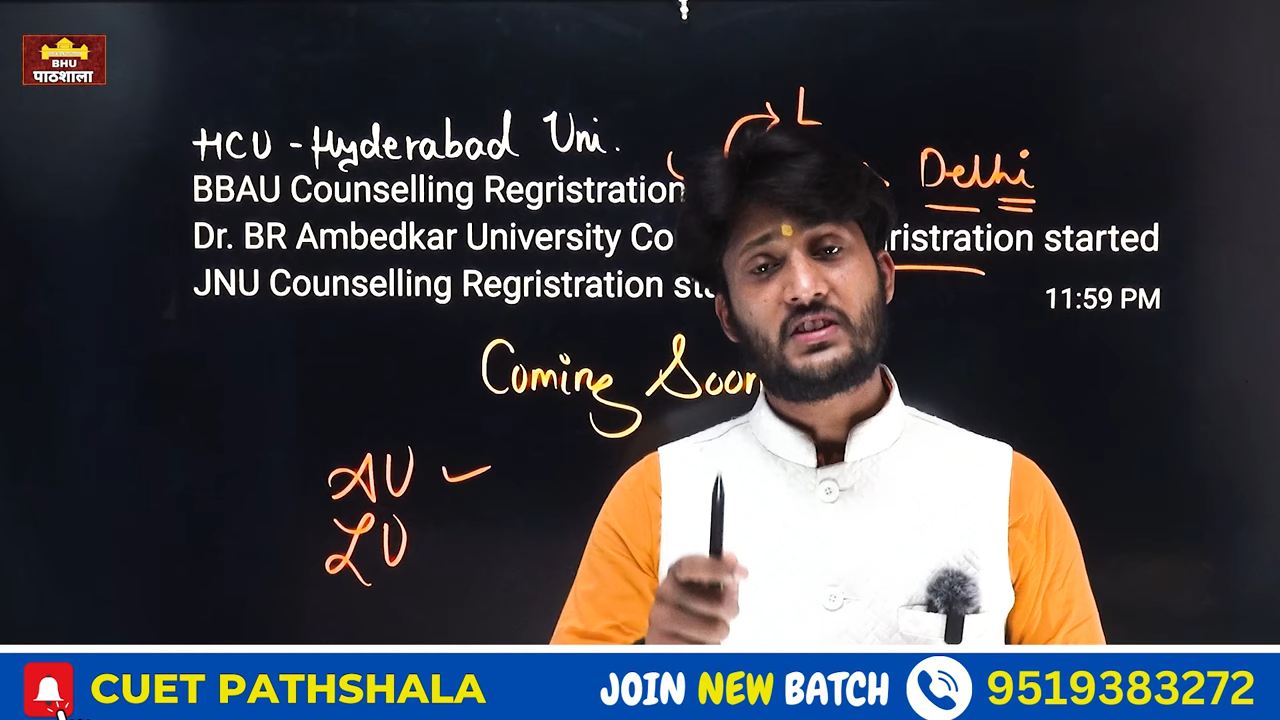 BHU
पाठशाला
L
HCU - Hyderabad Uni.
Delhi
BBAU Counselling Regristration
Dr. BR Ambedkar University Co ristration started
JNU Counselling Regristration sta
11:59 PM
Coming Soon
AU
LU
CUET PATHSHALA JOIN NEW BATCH 9519383272